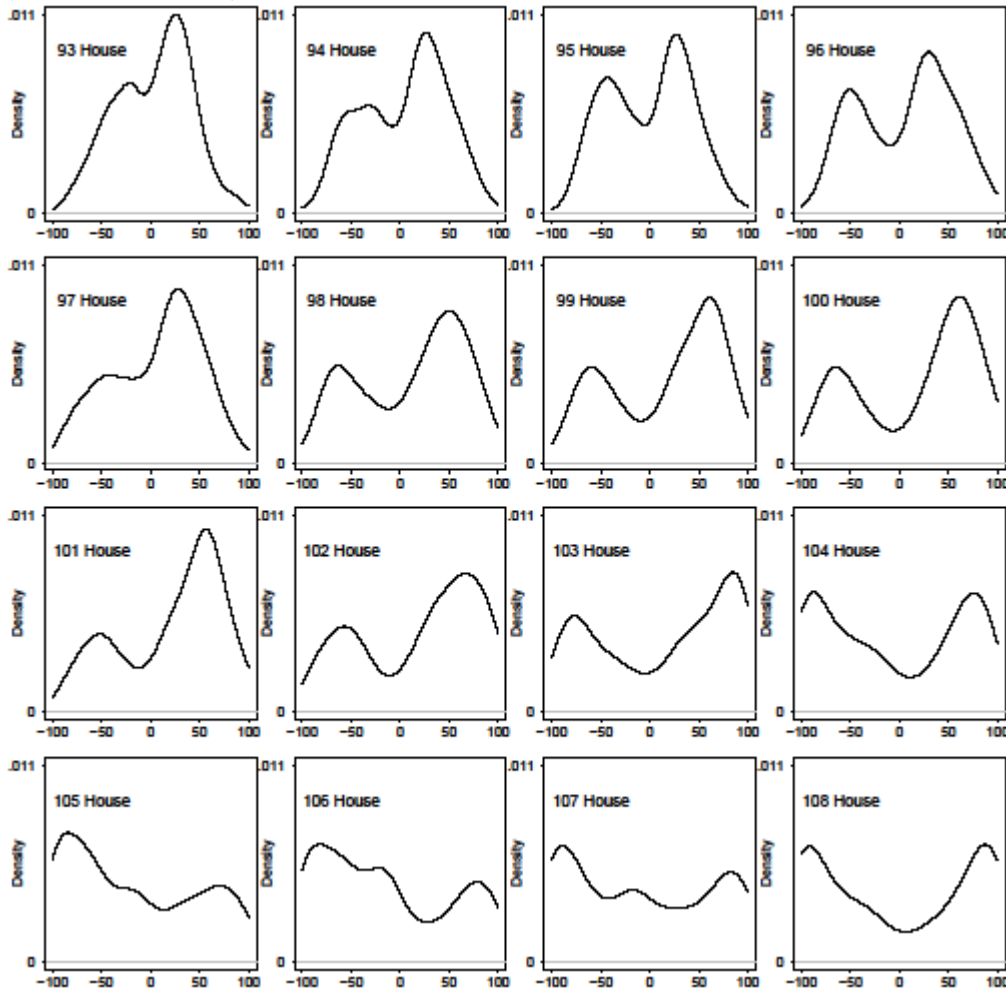 .011 .011 .011 .011
93 House 94 House 95 House 96 House
Density Density Density Density
0 0 0 0
−100 −50 0 50 100 −100 −50 0 50 100 −100 −50 0 50 100 −100 −50 0 50 100
.011 .011 .011 .011
97 House 98 House 99 House 100 House
Density Density Density Density
0 0 0 0
−100 −50 0 50 100 −100 −50 0 50 100 −100 −50 0 50 100 −100 −50 0 50 100
.011 .011 .011 .011
101 House 102 House 103 House 104 House
Density Density Density Density
0 0 0 0
−100 −50 0 50 100 −100 −50 0 50 100 −100 −50 0 50 100 −100 −50 0 50 100
.011 .011 .011 .011
105 House 106 House 107 House 108 House
Density Density Density Density
0 0 0 0
−100 −50 0 50 100 −100 −50 0 50 100 −100 −50 0 50 100 −100 −50 0 50 100